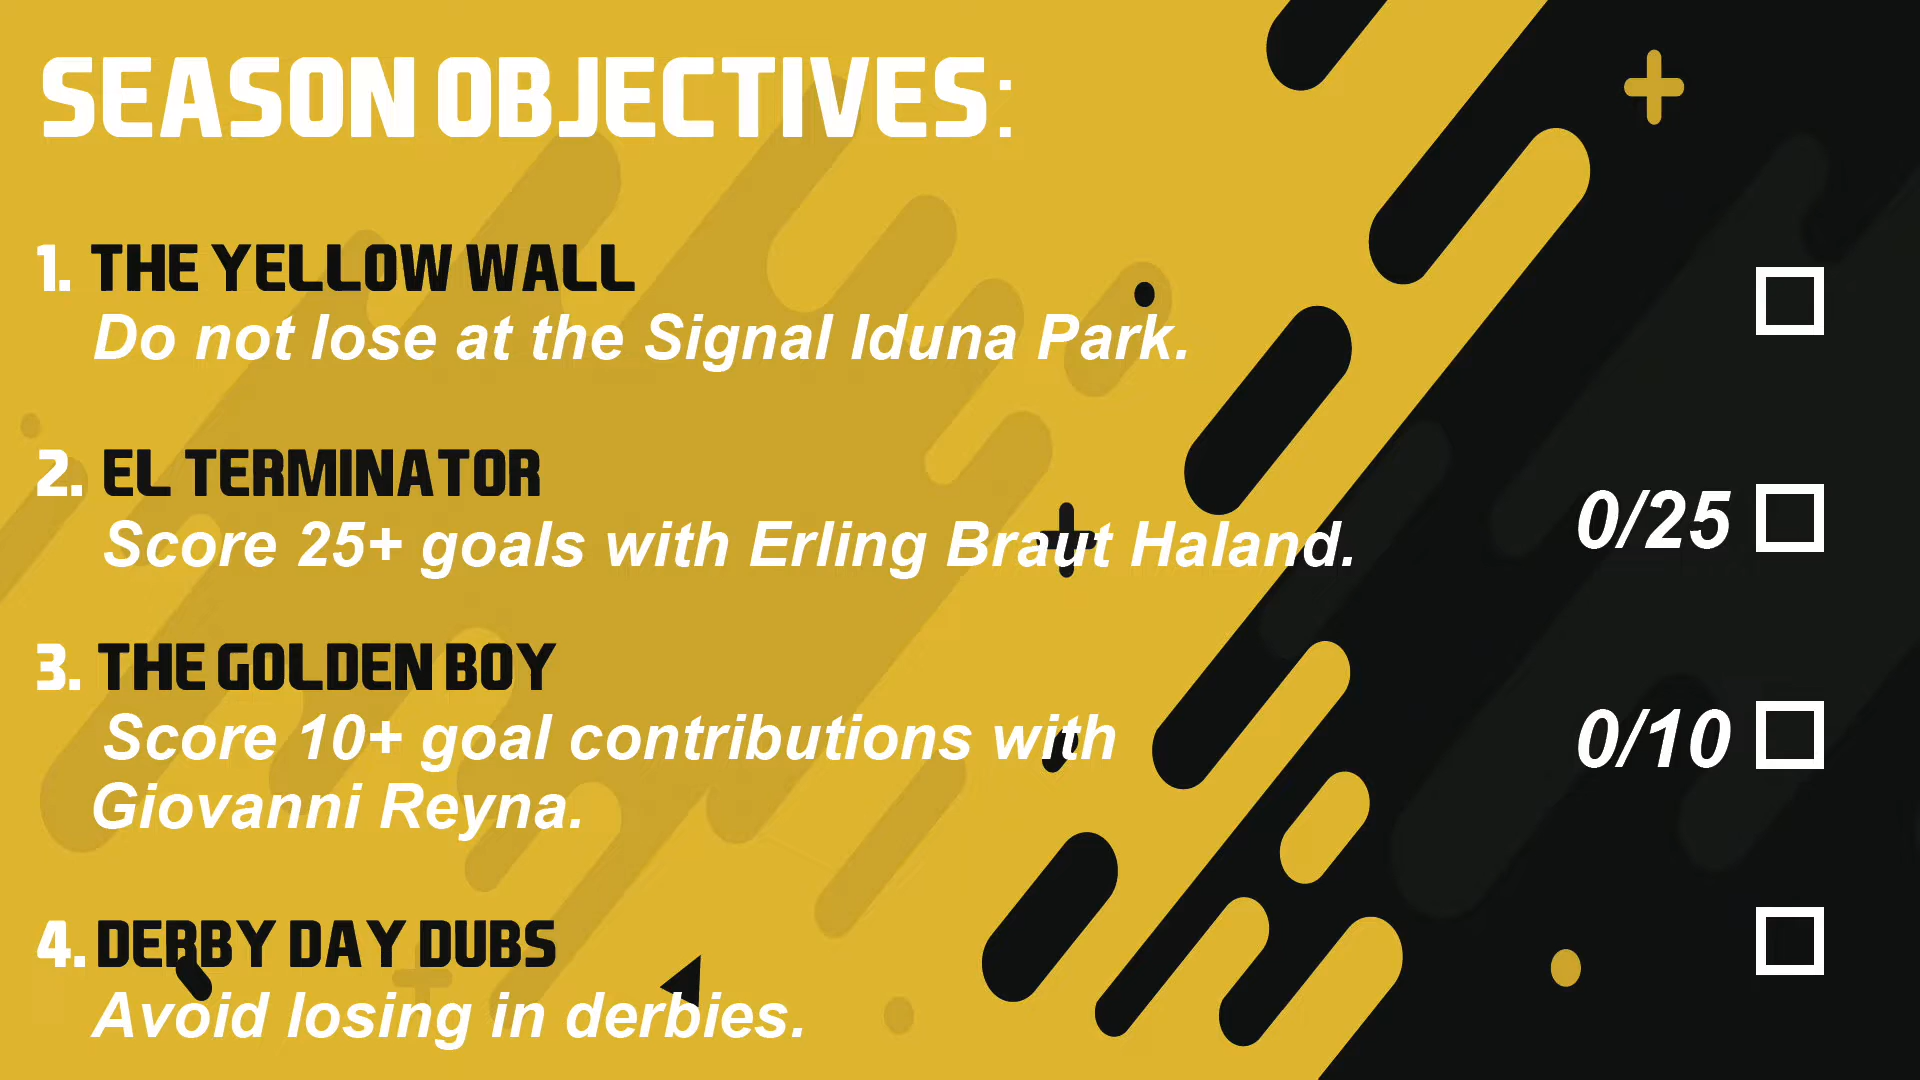 SEASON OBJECTIVES:
1. THE YELLOW WALL
Do not lose at the Signal Iduna Park.
2. EL TERMINATOR
Score 25+ goals with Erling Braut Haland.
0/25
3. THE GOLDEN BOY
Score 10+ goal contributions with
Giovanni Reyna.
0/10
4. DERBY DAY DUBS
Avoid losing in derbies.